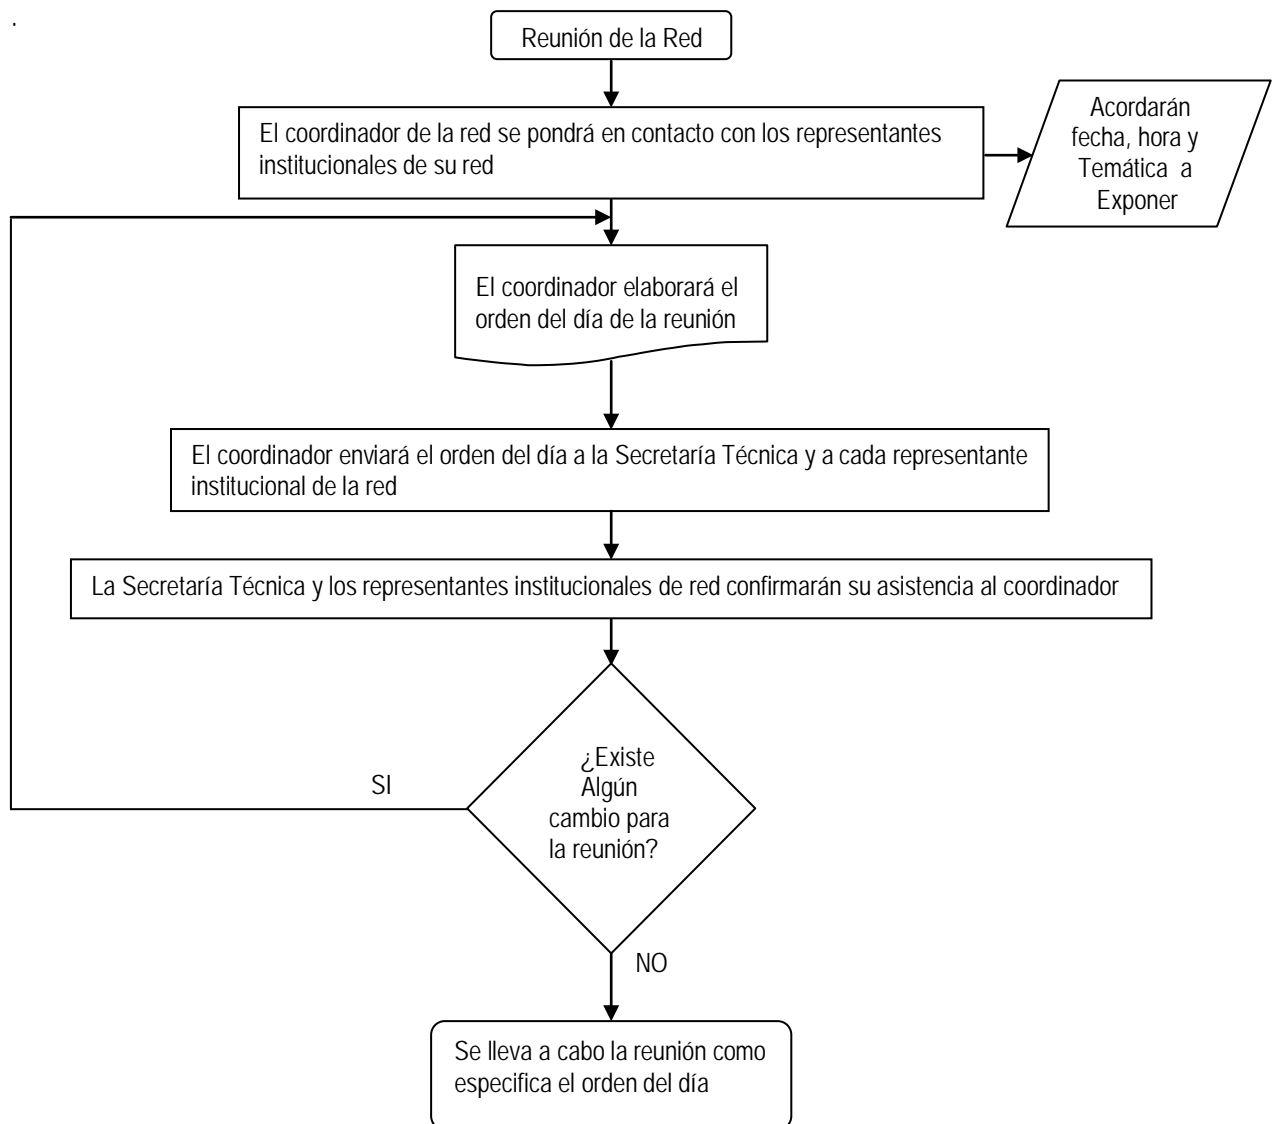 .
Reunión de la Red
El coordinador de la red se pondrá en contacto con los representantes
institucionales de su red
Acordarán
fecha, hora y
Temática a
Exponer
El coordinador elaborará el
orden del día de la reunión
El coordinador enviará el orden del día a la Secretaría Técnica y a cada representante
institucional de la red
La Secretaría Técnica y los representantes institucionales de red confirmarán su asistencia al coordinador
¿Existe
Algún
cambio para
la reunión?
SI
NO
Se lleva a cabo la reunión como
especifica el orden del día